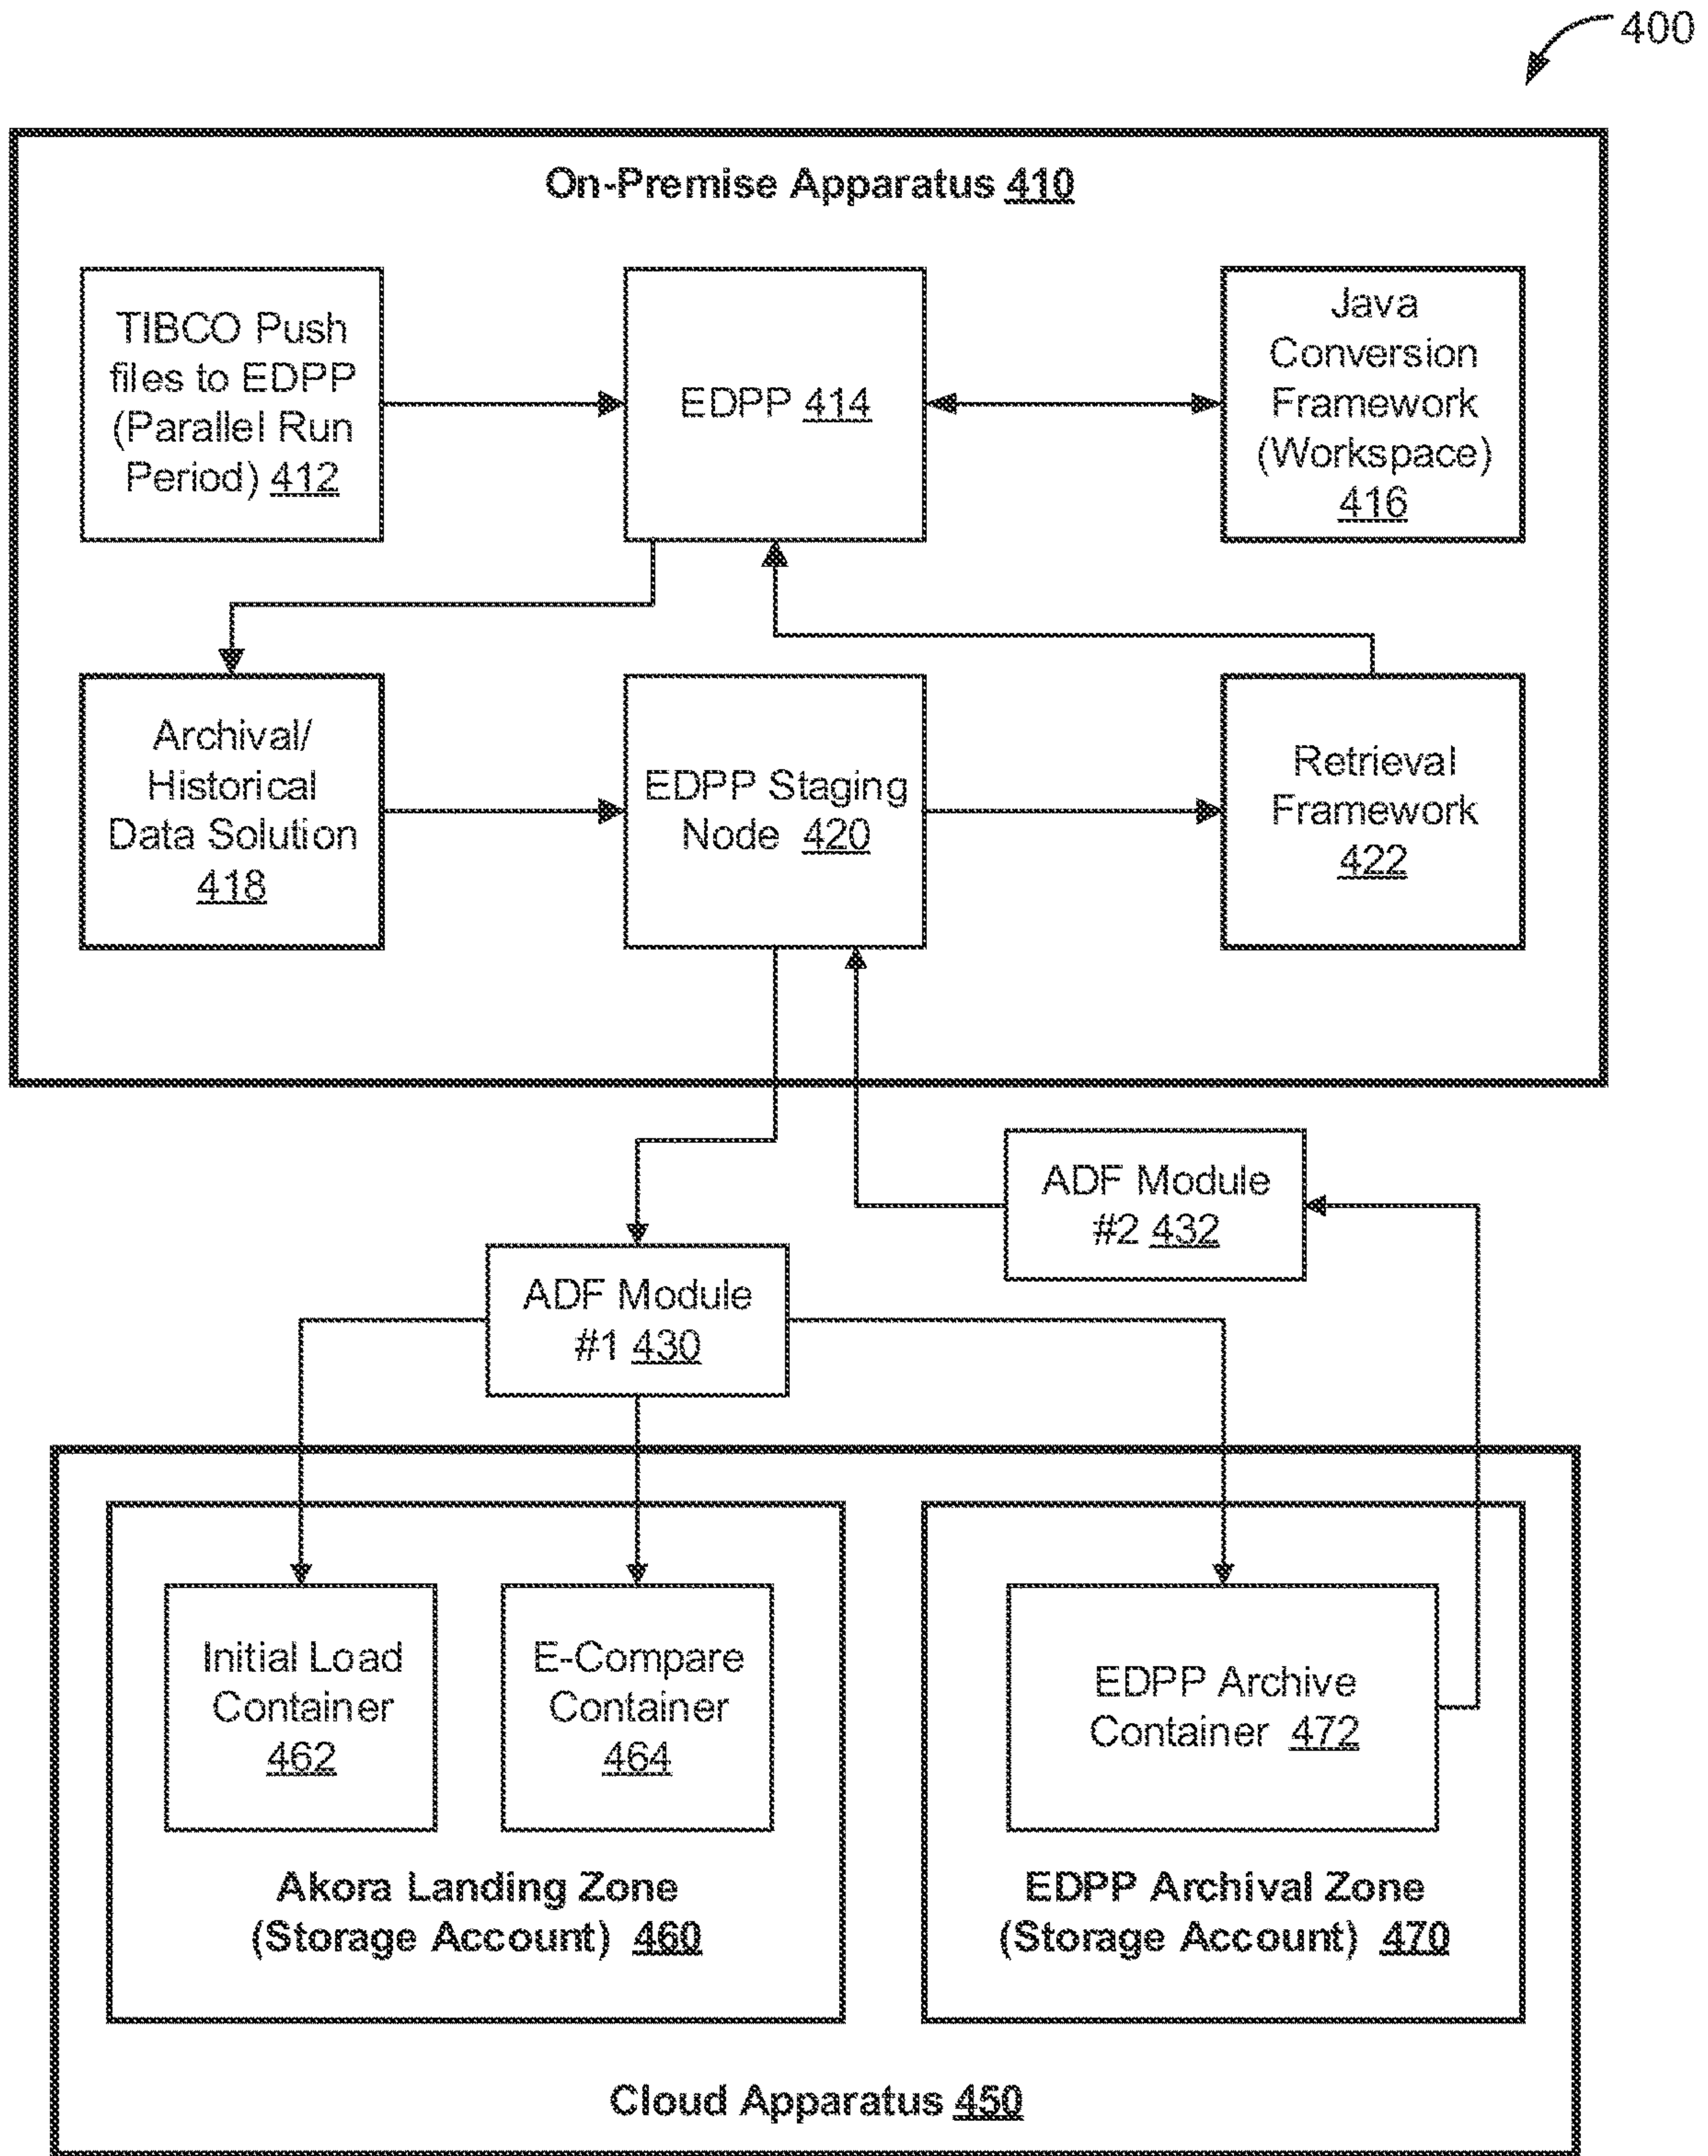 400
On-Premise Apparatus 410
TIBCO Push
files to EDPP
(Parallel Run
Period) 412
EDPP 414
Java
Conversion
Framework
(Workspace)
416
Archival/
Historical
Data Solution
418
EDPP Staging
Node 420
Retrieval
Framework
422
ADF Module
#2 432
ADF Module
#1 430
Initial Load
Container
462
E-Compare
Container
464
EDPP Archive
Container 472
Akora Landing Zone
(Storage Account) 460
EDPP Archival Zone
(Storage Account) 470
Cloud Apparatus 450